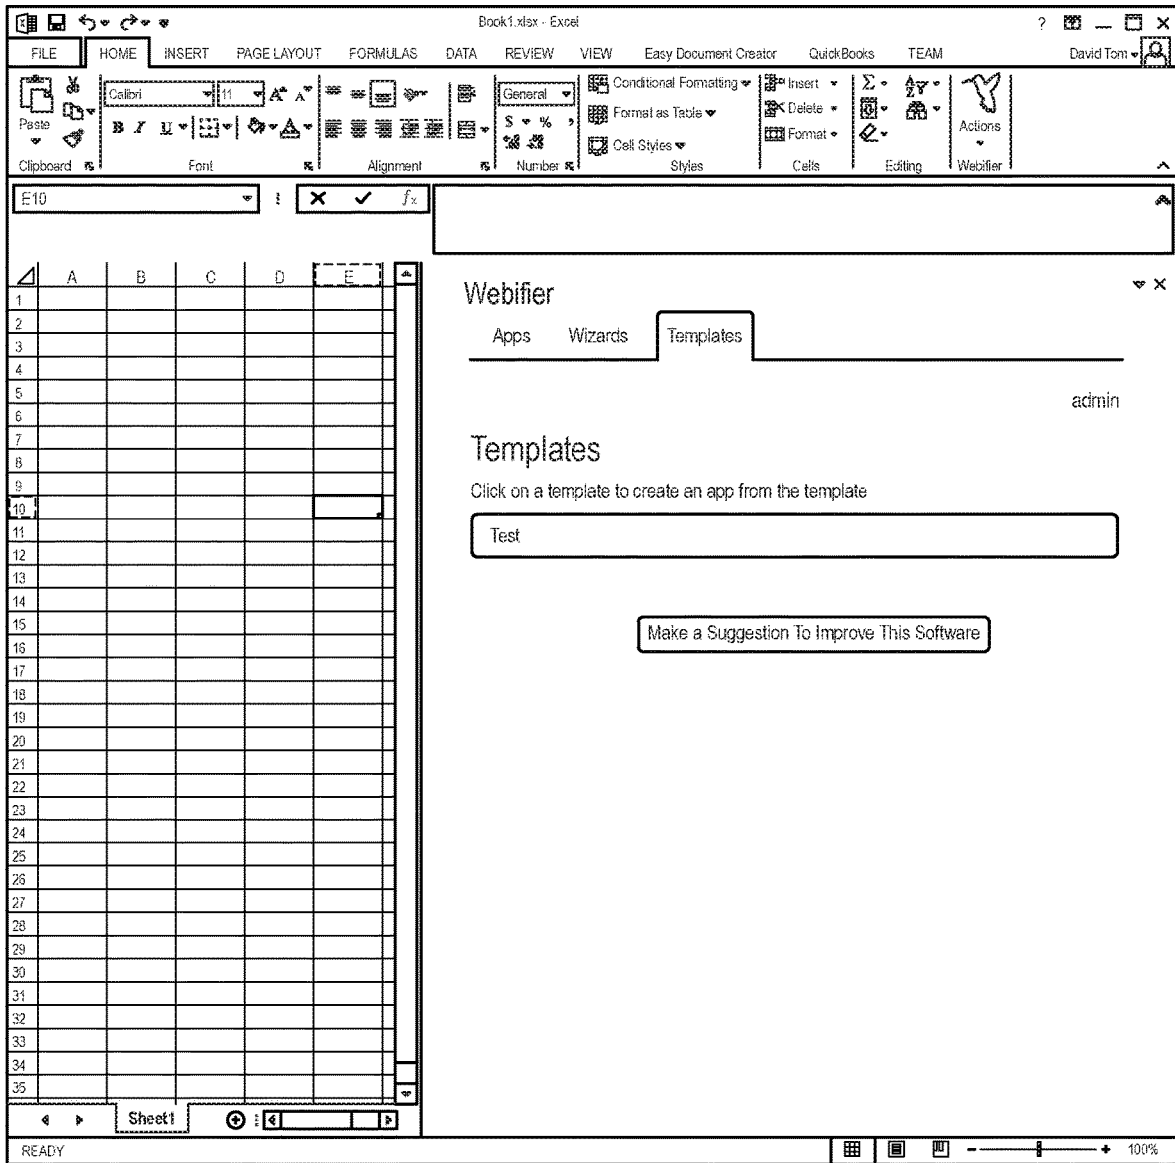 Book1.xlsx - Excel
?
FILE HOME INSERT PAGE LAYOUT FORMULAS DATA REVIEW VIEW Easy Document Creator QuickBooks TEAM David Tom
Calibri 11 General Conditional Formatting Insert Σ
Paste B I U A $ % , Format as Table Delete Actions
Cell Styles Format
Clipboard Font Alignment Number Styles Cells Editing Webifier
E10 fx
A B C D E
Webifier
Apps Wizards Templates
admin
Templates
Click on a template to create an app from the template
Test
Make a Suggestion To Improve This Software
1
2
3
4
5
6
7
8
9
10
11
12
13
14
15
16
17
18
19
20
21
22
23
24
25
26
27
28
29
30
31
32
33
34
35
Sheet1
READY 100%